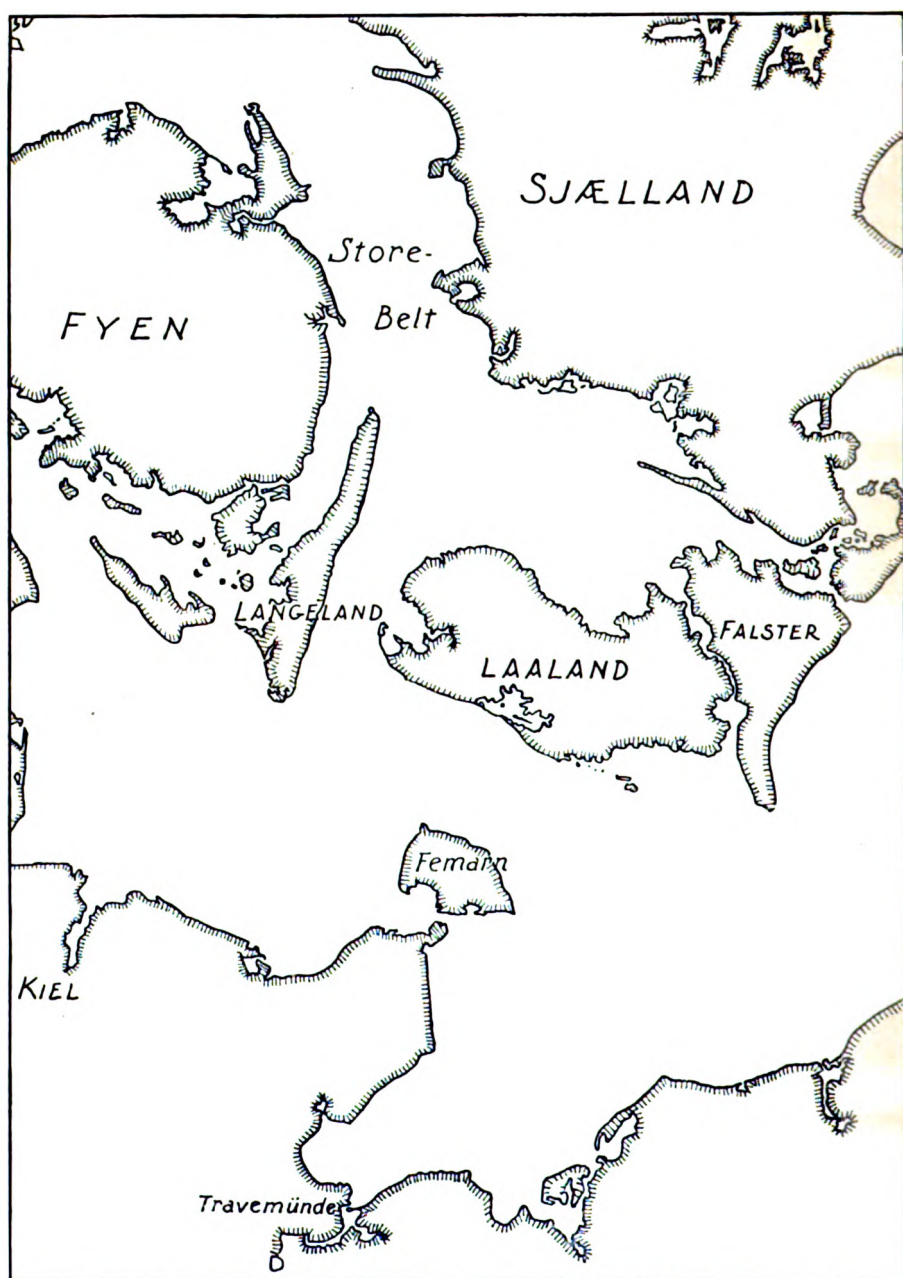 SJÆLLAND
Store-
Belt
FYEN
LANGELAND
FALSTER
LAALAND
Femarn
KIEL
Travemünde